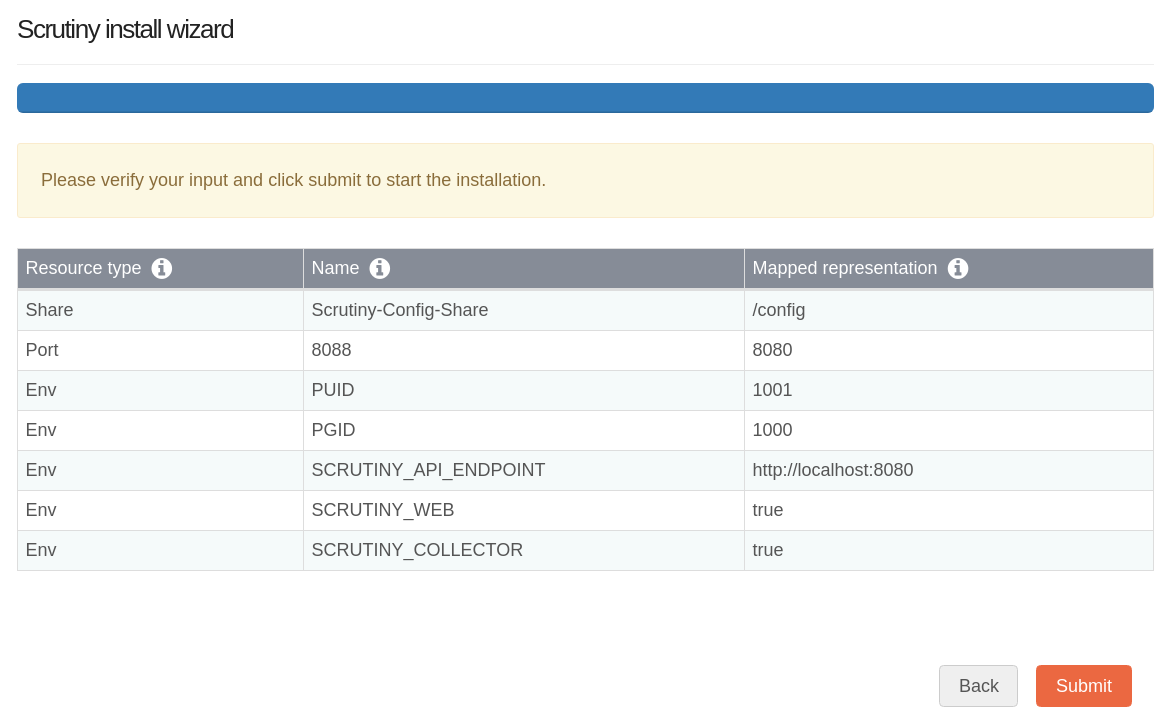 Scrutiny install wizard
Please verify your input and click submit to start the installation.
Resource type Name Mapped representation
Share Scrutiny-Config-Share /config
Port 8088 8080
Env PUID 1001
Env PGID 1000
Env SCRUTINY_API_ENDPOINT http://localhost:8080
Env SCRUTINY_WEB true
Env SCRUTINY_COLLECTOR true
Back Submit